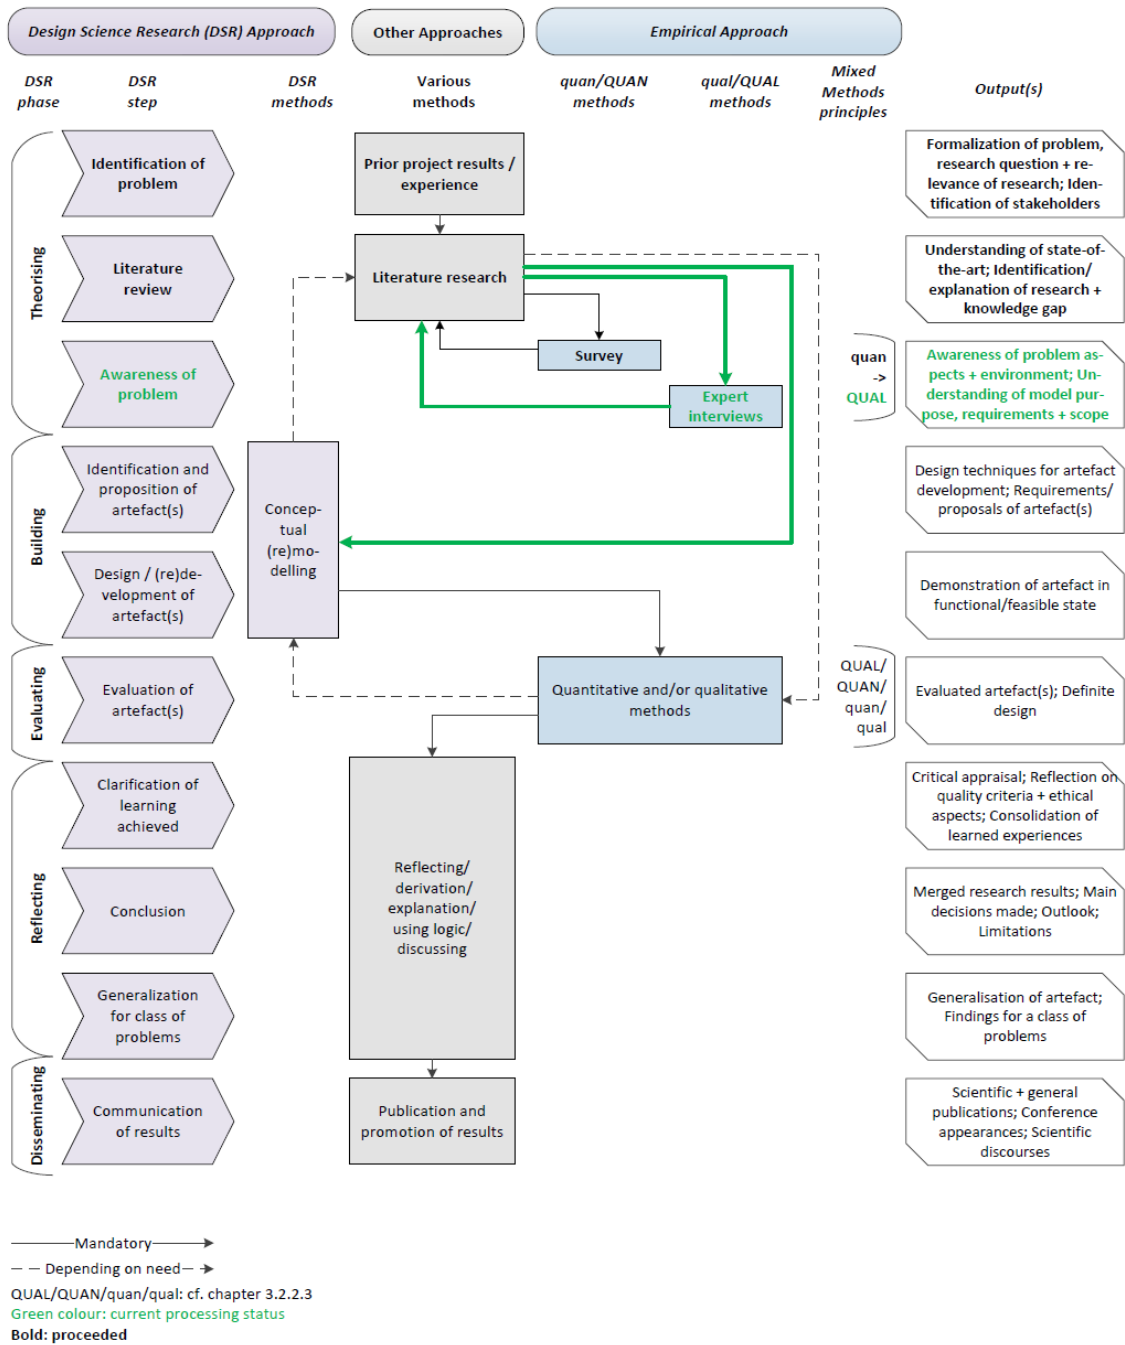 Design Science Research (DSR) Approach
Other Approaches
Empirical Approach
DSR
phase
DSR
step
DSR
methods
Various
methods
quan/QUAN
methods
qual/QUAL
methods
Mixed
Methods
principles
Output(s)
Theorising
Identification of
problem
Prior project results /
experience
Formalization of problem,
research question + re-
levance of research; Iden-
tification of stakeholders
Literature
review
Literature research
Understanding of state-of-
the-art; Identification/
explanation of research +
knowledge gap
Survey
Awareness of
problem
Expert
interviews
quan
->
QUAL
Awareness of problem as-
pects + environment; Un-
derstanding of model pur-
pose, requirements + scope
Building
Identification and
proposition of
artefact(s)
Concep-
tual
(re)mo-
delling
Design techniques for artefact
development; Requirements/
proposals of artefact(s)
Design / (re)de-
velopment of
artefact(s)
Demonstration of artefact in
functional/feasible state
Evaluating
Evaluation of
artefact(s)
Quantitative and/or qualitative
methods
QUAL/
QUAN/
quan/
qual
Evaluated artefact(s); Definite
design
Reflecting
Clarification of
learning
achieved
Reflecting/
derivation/
explanation/
using logic/
discussing
Critical appraisal; Reflection on
quality criteria + ethical
aspects; Consolidation of
learned experiences
Conclusion
Merged research results; Main
decisions made; Outlook;
Limitations
Generalization
for class of
problems
Generalisation of artefact;
Findings for a class of
problems
Disseminating
Communication
of results
Publication and
promotion of results
Scientific + general
publications; Conference
appearances; Scientific
discourses
Mandatory
Depending on need
QUAL/QUAN/quan/qual: cf. chapter 3.2.2.3
Green colour: current processing status
Bold: proceeded